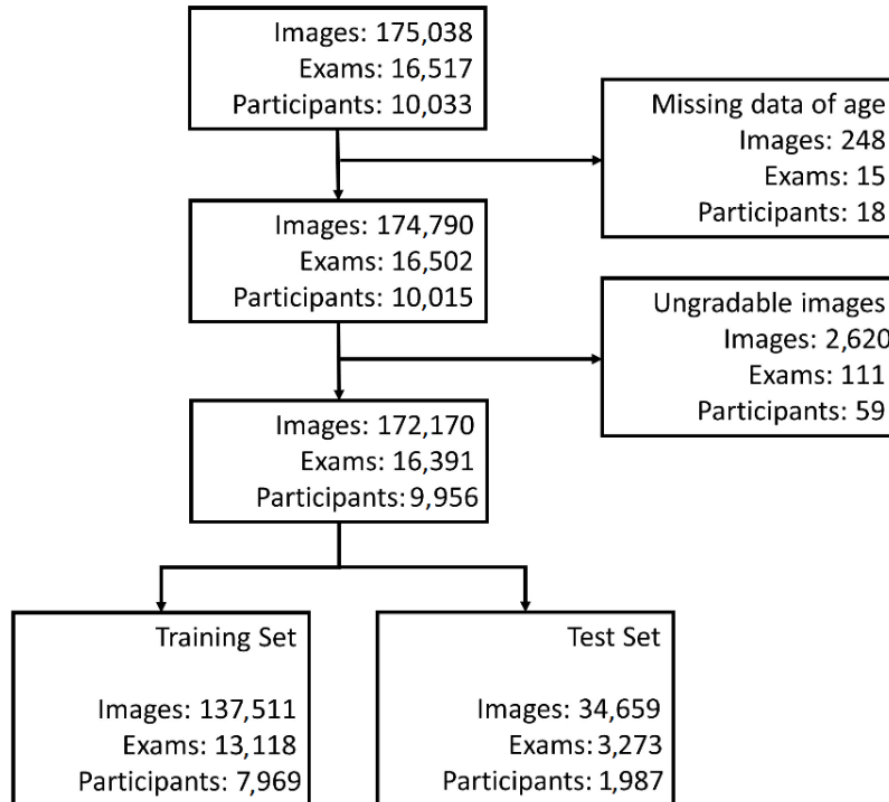 Images: 175,038
Exams: 16,517
Participants: 10,033
Missing data of age
Images: 248
Exams: 15
Participants: 18
Images: 174,790
Exams: 16,502
Participants: 10,015
Ungradable images
Images: 2,620
Exams: 111
Participants: 59
Images: 172,170
Exams: 16,391
Participants: 9,956
Training Set
Images: 137,511
Exams: 13,118
Participants: 7,969
Test Set
Images: 34,659
Exams: 3,273
Participants: 1,987